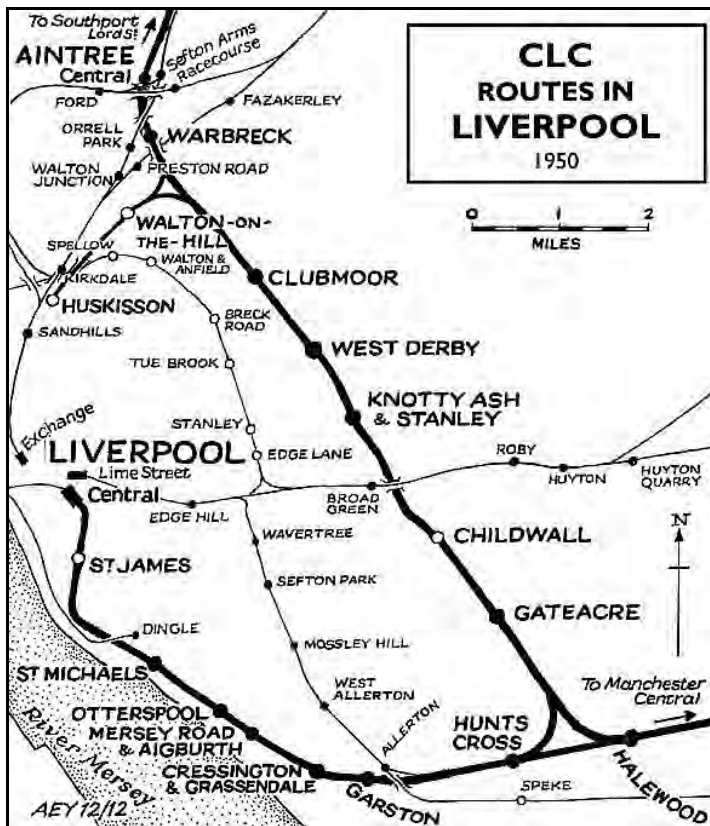 To Southport
Lord St.
AINTREE
Central
Sefton Arms
Racecourse
FORD
FAZAKERLEY
ORRELL
PARK
WARBRECK
WALTON
JUNCTION
PRESTON ROAD
CLC
ROUTES IN
LIVERPOOL
1950
0 1 2
MILES
WALTON-ON
-THE-HILL
SPELLOW
WALTON &
ANFIELD
KIRKDALE
HUSKISSON
CLUBMOOR
SANDHILLS
BRECK
ROAD
WEST DERBY
TUE BROOK
KNOTTY ASH
& STANLEY
STANLEY
Exchange
LIVERPOOL
Lime Street
Central
EDGE LANE
EDGE HILL
BROAD
GREEN
ROBY
HUYTON
HUYTON
QUARRY
N
WAVERTREE
CHILDWALL
ST JAMES
SEFTON PARK
GATEACRE
DINGLE
MOSSLEY HILL
ST MICHAELS
WEST
ALLERTON
To Manchester
Central
OTTERSPOOL
MERSEY ROAD
& AIGBURTH
ALLERTON
HUNTS
CROSS
CRESSINGTON
& GRASSENDALE
GARSTON
HALEWOOD
SPEKE
River Mersey
AEY 12/12